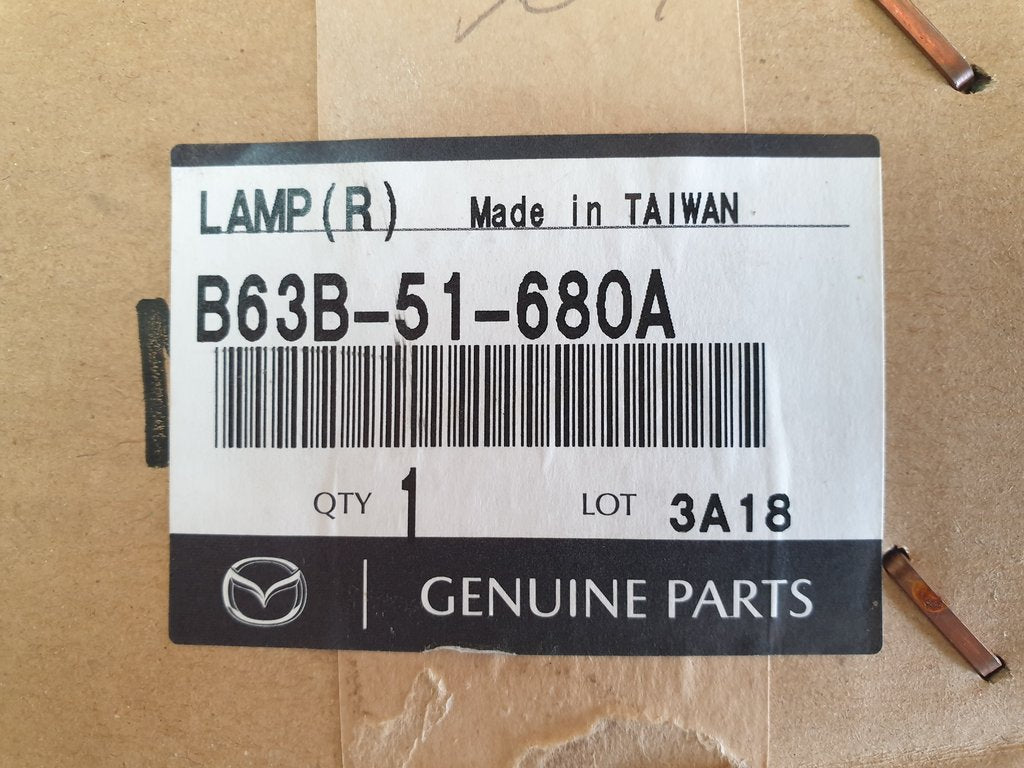 LAMP(R) Made in TAIWAN
B63B-51-680A
QTY 1 LOT 3A18
GENUINE PARTS